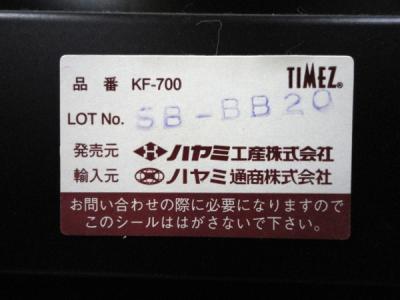 品 番 KF-700 TIMEZ®
LOT No. SB-BB20
発売元 ハヤミ工産株式会社
輸入元 ハヤミ通商株式会社
お問い合わせの際に必要になりますので
このシールははがさないで下さい。